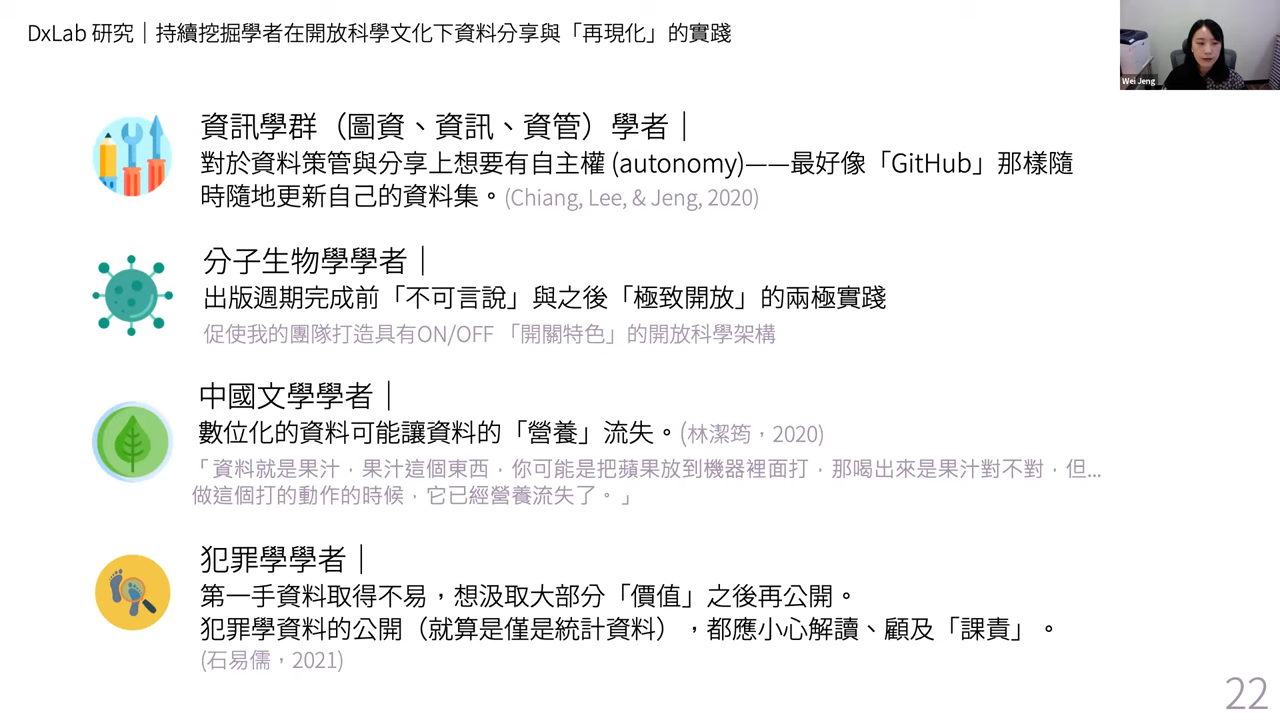 DxLab 研究｜持續挖掘學者在開放科學文化下資料分享與「再現化」的實踐
Wei Jeng
資訊學群（圖資、資訊、資管）學者｜
對於資料策管與分享上想要有自主權 (autonomy)——最好像「GitHub」那樣隨
時隨地更新自己的資料集。(Chiang, Lee, & Jeng, 2020)
分子生物學學者｜
出版週期完成前「不可言說」與之後「極致開放」的兩極實踐
促使我的團隊打造具有ON/OFF 「開關特色」的開放科學架構
中國文學學者｜
數位化的資料可能讓資料的「營養」流失。(林潔筠，2020)
「資料就是果汁，果汁這個東西，你可能是把蘋果放到機器裡面打，那喝出來是果汁對不對，但...
做這個打的動作的時候，它已經營養流失了。」
犯罪學學者｜
第一手資料取得不易，想汲取大部分「價值」之後再公開。
犯罪學資料的公開（就算是僅是統計資料），都應小心解讀、顧及「課責」。
(石易儒，2021)
22